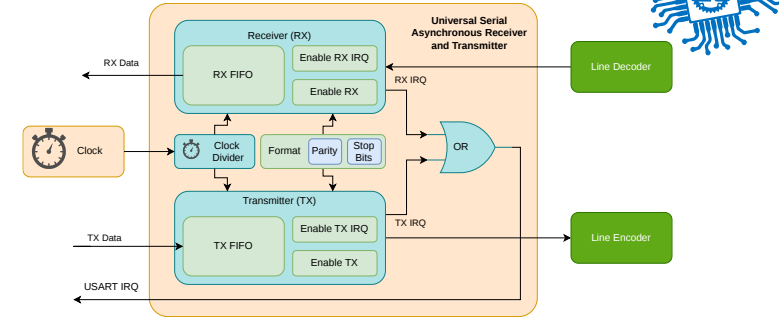 Universal Serial
Asynchronous Receiver
and Transmitter
Receiver (RX)
RX FIFO
Enable RX IRQ
Enable RX
RX Data
RX IRQ
Line Decoder
Clock
Clock
Divider
Format
Parity
Stop
Bits
OR
Transmitter (TX)
TX FIFO
Enable TX IRQ
Enable TX
TX IRQ
TX Data
Line Encoder
USART IRQ